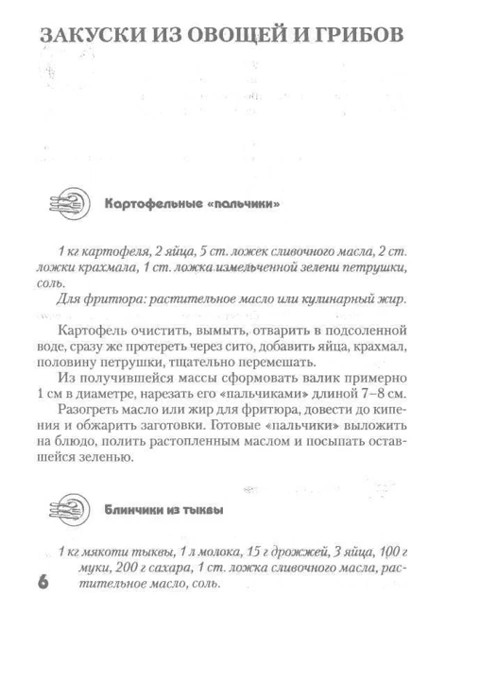 ЗАКУСКИ ИЗ ОВОЩЕЙ И ГРИБОВ
Картофельные «пальчики»
1 кг картофеля, 2 яйца, 5 ст. ложек сливочного масла, 2 ст.
ложки крахмала, 1 ст. ложка измельченной зелени петрушки,
соль.
Для фритюра: растительное масло или кулинарный жир.
Картофель очистить, вымыть, отварить в подсоленной
воде, сразу же протереть через сито, добавить яйца, крахмал,
половину петрушки, тщательно перемешать.
Из получившейся массы сформовать валик примерно
1 см в диаметре, нарезать его «пальчиками» длиной 7–8 см.
Разогреть масло или жир для фритюра, довести до кипе-
ния и обжарить заготовки. Готовые «пальчики» выложить
на блюдо, полить растопленным маслом и посыпать остав-
шейся зеленью.
Блинчики из тыквы
1 кг мякоти тыквы, 1 л молока, 15 г дрожжей, 3 яйца, 100 г
муки, 200 г сахара, 1 ст. ложка сливочного масла, рас-
тительное масло, соль.
6